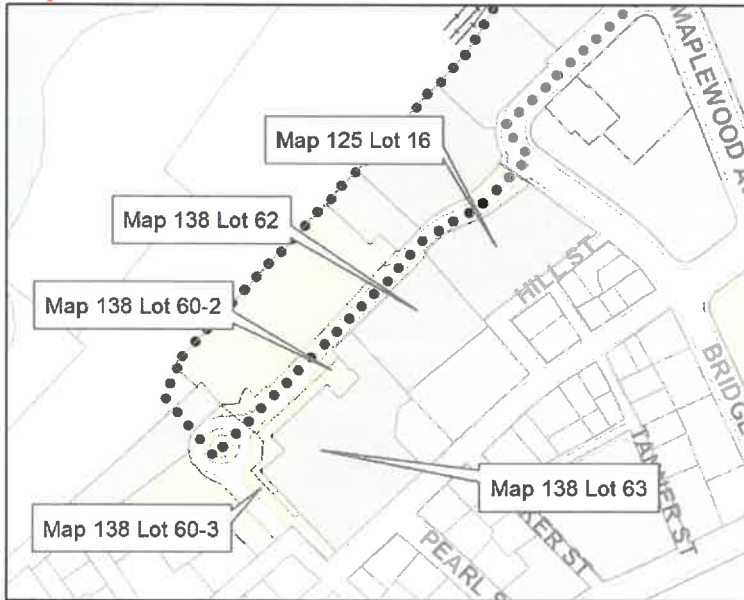 MAPLEWOOD
Map 125 Lot 16
Map 138 Lot 62
HILL ST
Map 138 Lot 60-2
TANNER ST
Map 138 Lot 63
Map 138 Lot 60-3
PEARL